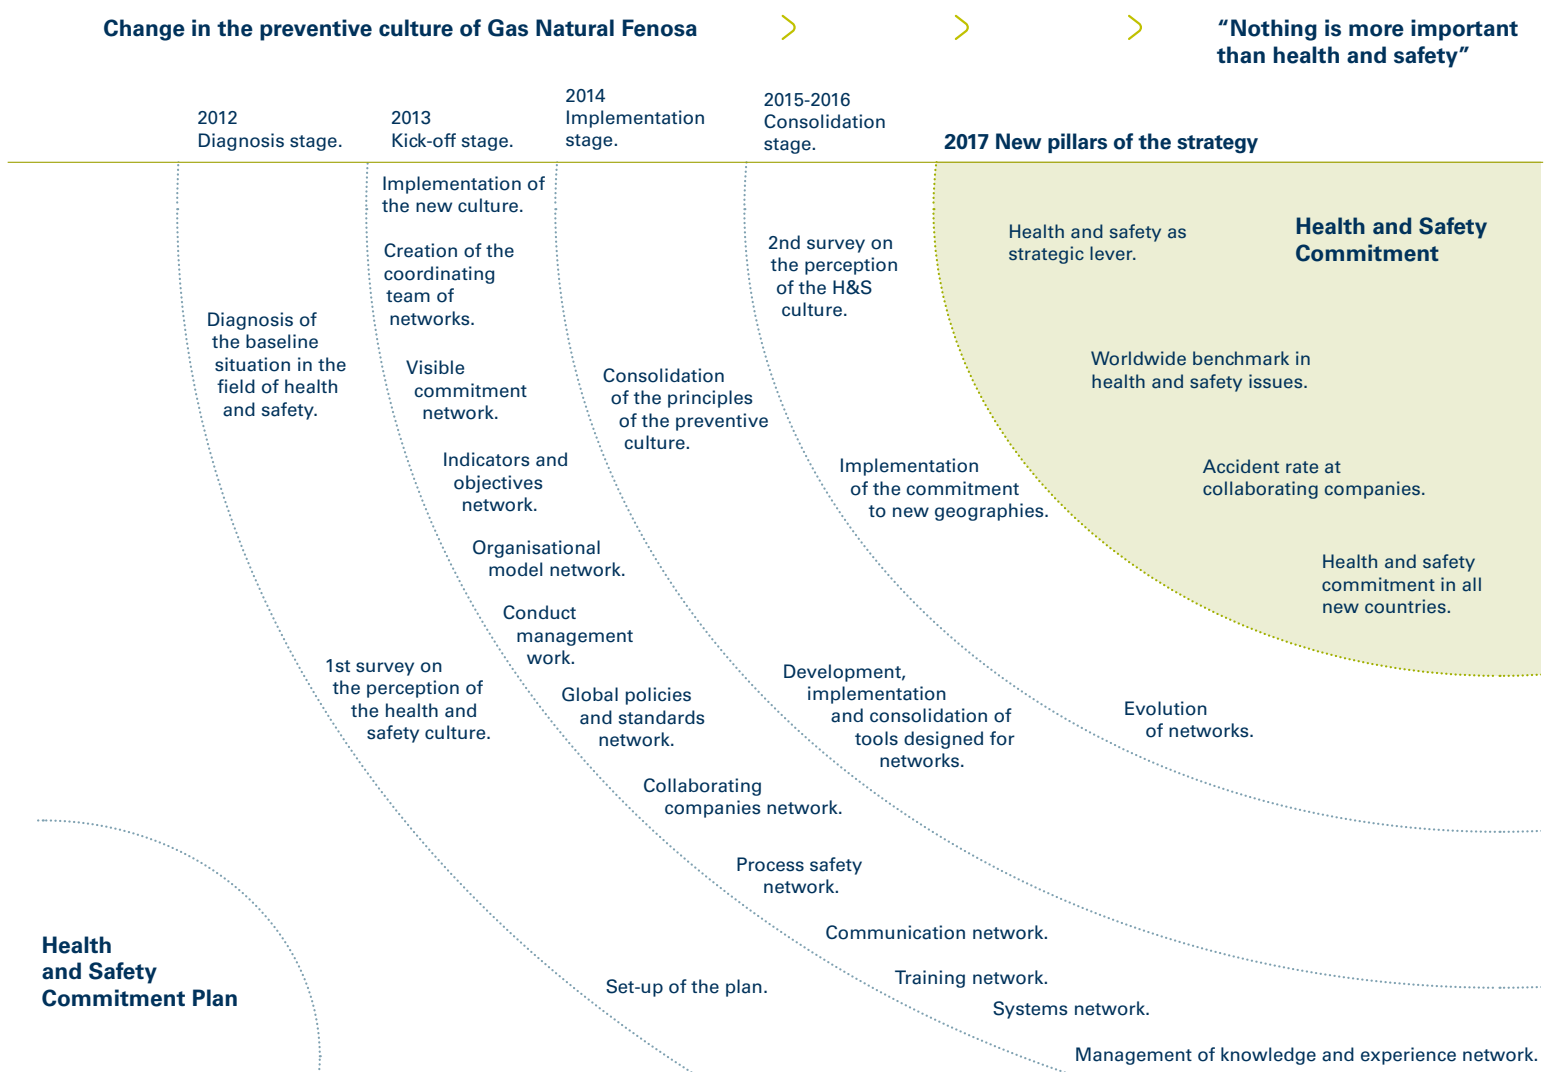 Change in the preventive culture of Gas Natural Fenosa
“Nothing is more important
than health and safety”
2012
Diagnosis stage.
2013
Kick-off stage.
2014
Implementation
stage.
2015-2016
Consolidation
stage.
2017 New pillars of the strategy
Diagnosis of
the baseline
situation in the
field of health
and safety.
1st survey on
the perception of
the health and
safety culture.
Set-up of the plan.
Implementation of
the new culture.
Creation of the
coordinating
team of
networks.
Visible
commitment
network.
Indicators and
objectives
network.
Organisational
model network.
Conduct
management
work.
Global policies
and standards
network.
Collaborating
companies network.
Process safety
network.
Communication network.
Training network.
Systems network.
Management of knowledge and experience network.
Consolidation
of the principles
of the preventive
culture.
Development,
implementation
and consolidation of
tools designed for
networks.
2nd survey on
the perception
of the H&S
culture.
Implementation
of the commitment
to new geographies.
Evolution
of networks.
Health and Safety
Commitment
Health and safety as
strategic lever.
Worldwide benchmark in
health and safety issues.
Accident rate at
collaborating companies.
Health and safety
commitment in all
new countries.
Health
and Safety
Commitment Plan